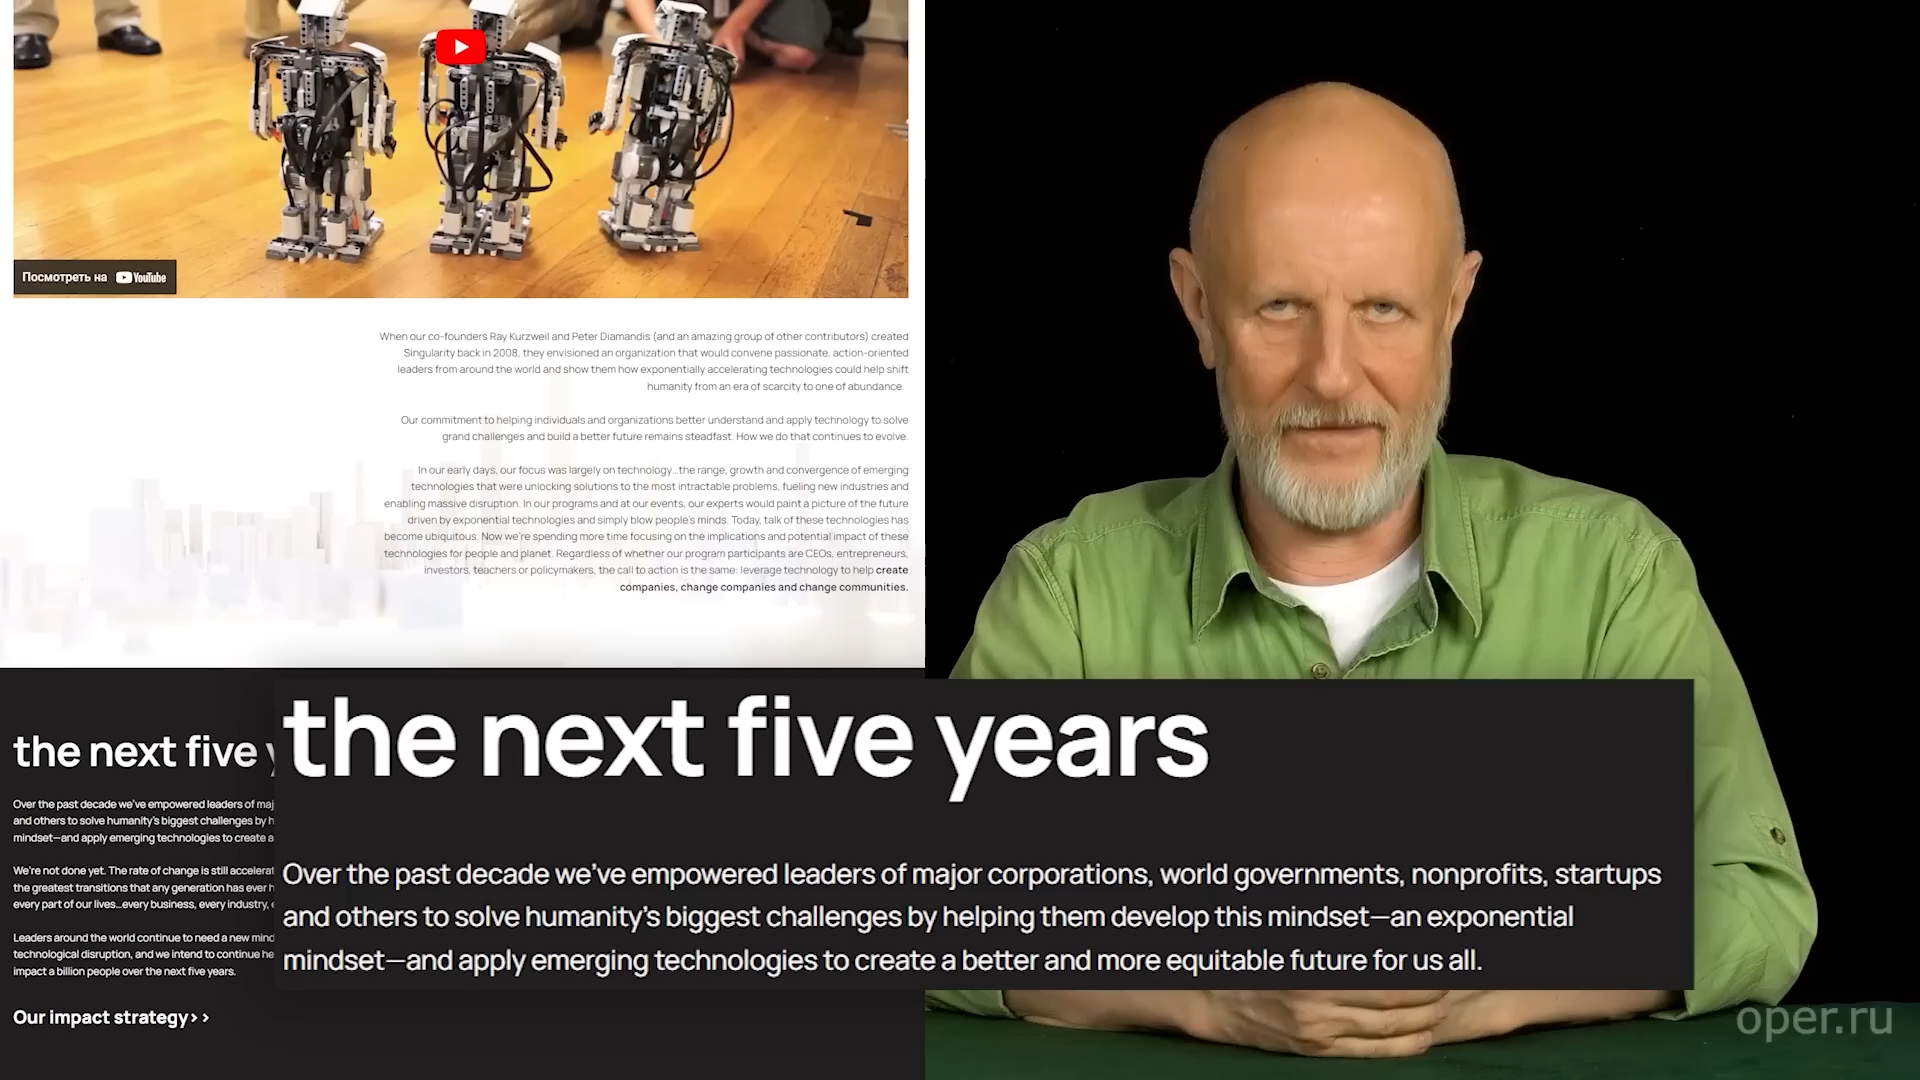 Посмотреть на YouTube
When our co-founders Ray Kurzweil and Peter Diamandis (and an amazing group of other contributors) created
Singularity back in 2008, they envisioned an organization that would convene passionate, action-oriented
leaders from around the world and show them how exponentially accelerating technologies could help shift
humanity from an era of scarcity to one of abundance.
Our commitment to helping individuals and organizations better understand and apply technology to solve
grand challenges and build a better future remains steadfast. How we do that continues to evolve.
In our early days, our focus was largely on technology...the range, growth and convergence of emerging
technologies that were unlocking solutions to the most intractable problems, fueling new industries and
enabling massive disruption. In our programs and at our events, our experts would paint a picture of the future
driven by exponential technologies and simply blow people's minds. Today, talk of these technologies has
become ubiquitous. Now we're spending more time focusing on the implications and potential impact of these
technologies for people and planet. Regardless of whether our program participants are CEOs, entrepreneurs,
investors, teachers or policymakers, the call to action is the same: leverage technology to help create
companies, change companies and change communities.
the next five
Over the past decade we've empowered leaders of maj
and others to solve humanity's biggest challenges by h
mindset—and apply emerging technologies to create a
We're not done yet. The rate of change is still accelerat
the greatest transitions that any generation has ever h
every part of our lives...every business, every industry,
Leaders around the world continue to need a new mind
technological disruption, and we intend to continue he
impact a billion people over the next five years.
Our impact strategy>>
the next five years
Over the past decade we've empowered leaders of major corporations, world governments, nonprofits, startups
and others to solve humanity's biggest challenges by helping them develop this mindset—an exponential
mindset—and apply emerging technologies to create a better and more equitable future for us all.
oper.ru